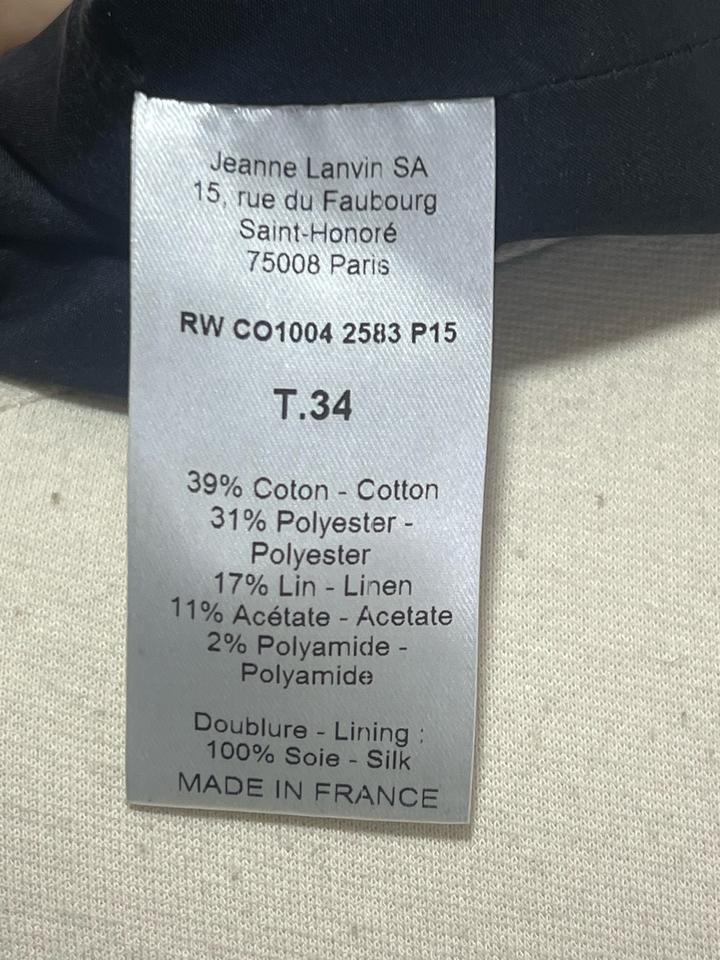 Jeanne Lanvin SA
15, rue du Faubourg
Saint-Honoré
75008 Paris
RW CO1004 2583 P15
T.34
39% Coton - Cotton
31% Polyester -
Polyester
17% Lin - Linen
11% Acétate - Acetate
2% Polyamide -
Polyamide
Doublure - Lining :
100% Soie - Silk
MADE IN FRANCE